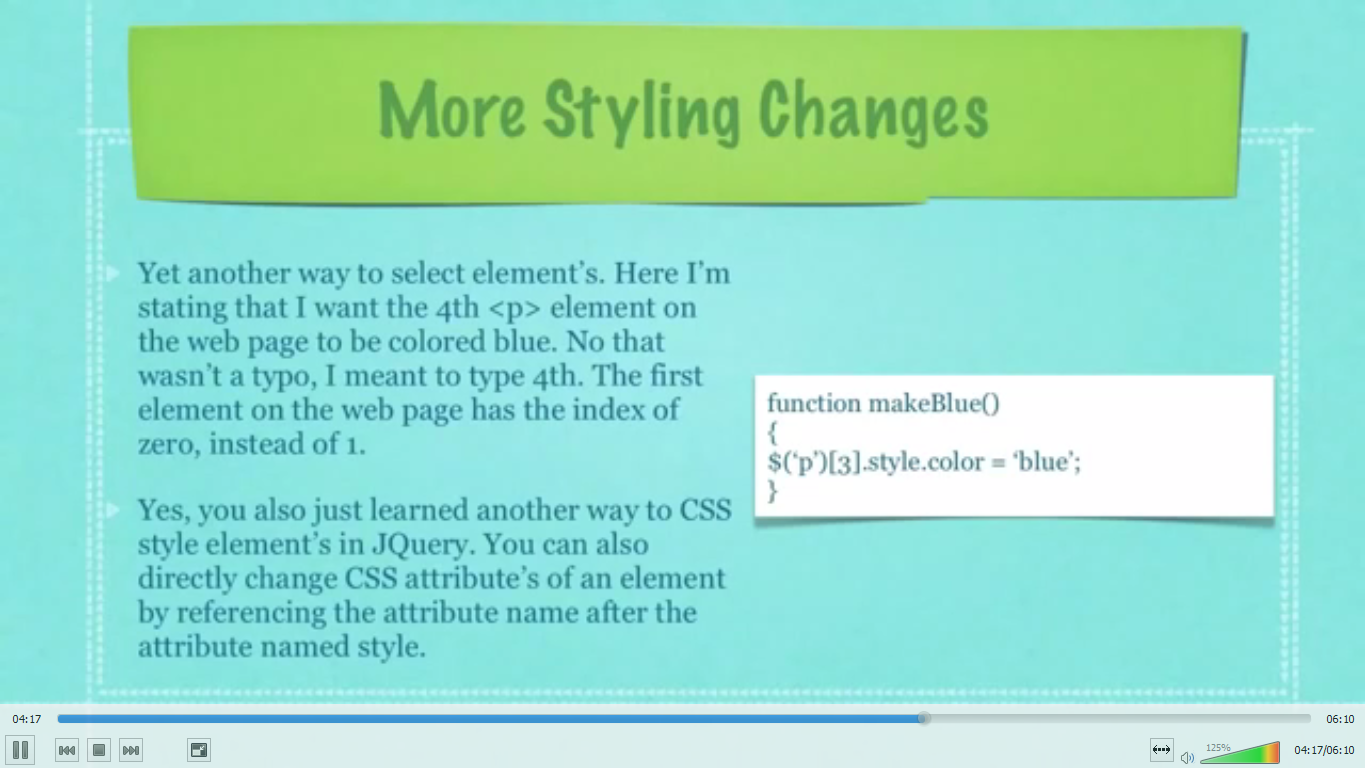 More Styling Changes
Yet another way to select element’s. Here I’m
stating that I want the 4th <p> element on
the web page to be colored blue. No that
wasn’t a typo, I meant to type 4th. The first
element on the web page has the index of
zero, instead of 1.
Yes, you also just learned another way to CSS
style element’s in JQuery. You can also
directly change CSS attribute’s of an element
by referencing the attribute name after the
attribute named style.
function makeBlue()
{
$(‘p’)[3].style.color = ‘blue’;
}
04:17
06:10
125%
04:17/06:10